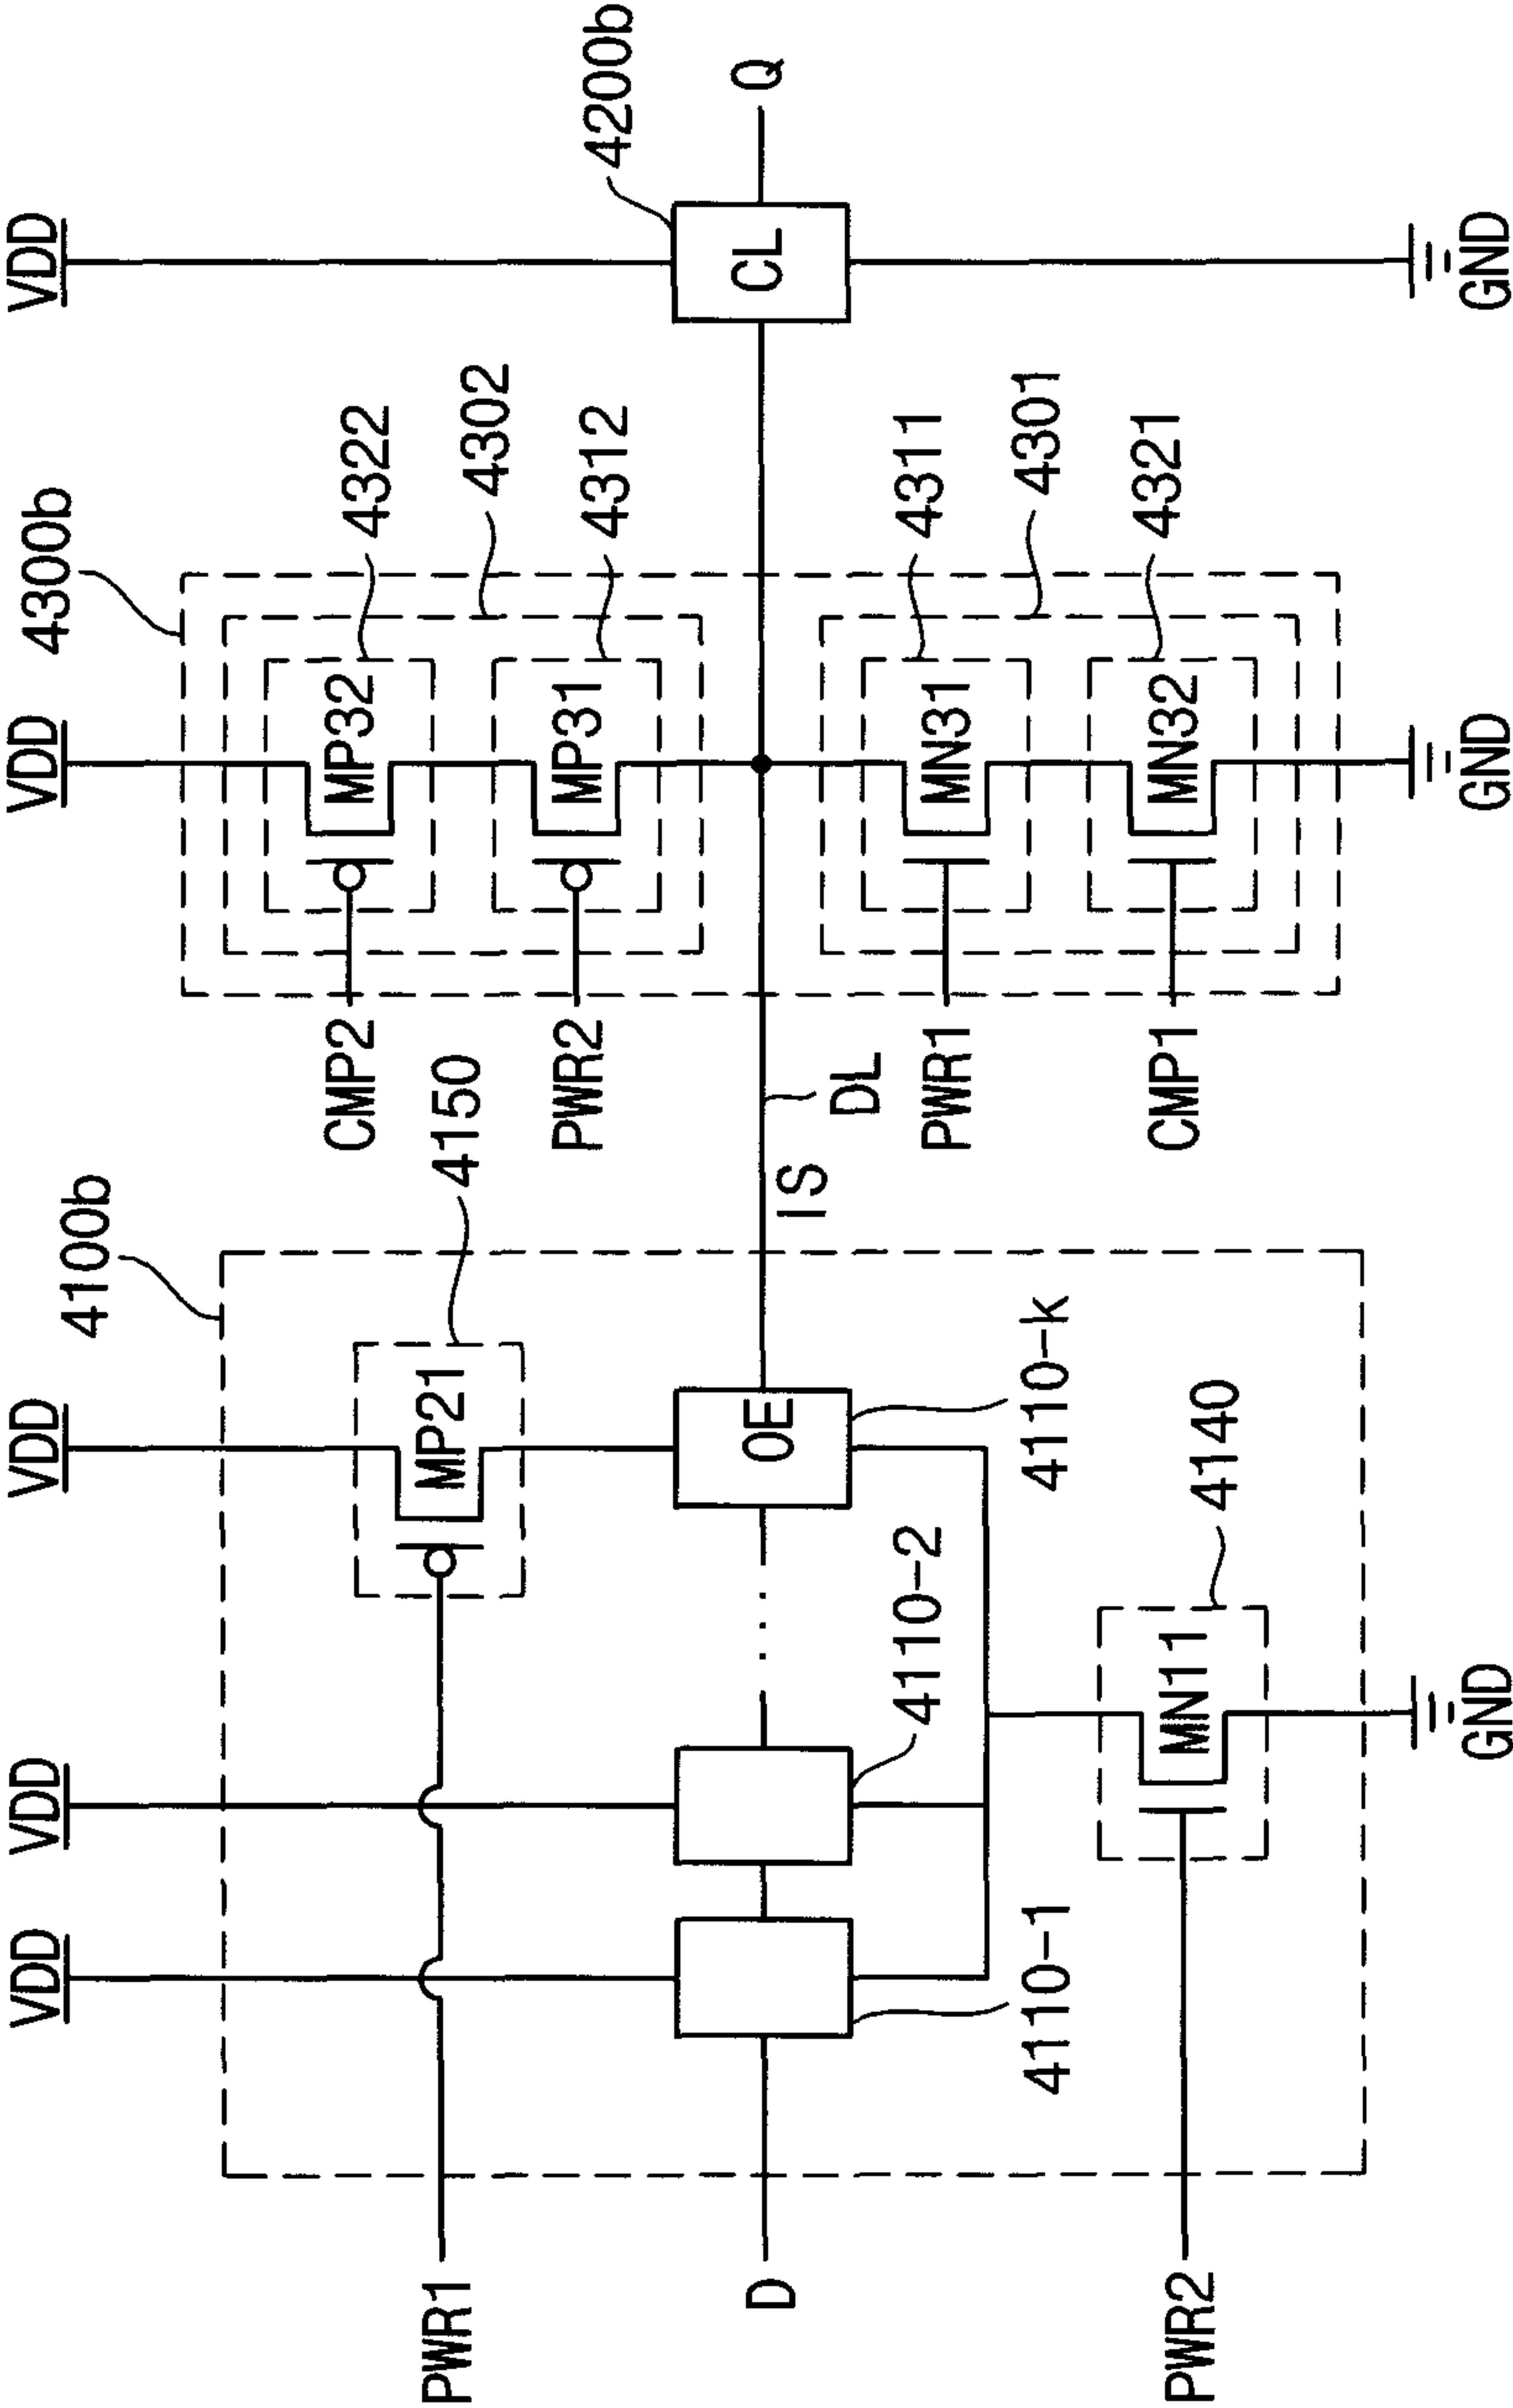 VDD
VDD
VDD
VDD
VDD
4100b
4300b
4150
MP21
CMP2
MP32
4322
4302
PWR2
MP31
4312
4200b
PWR1
D
OE
IS
DL
CL
Q
4110-1
4110-2
4110-k
PWR1
MN31
4311
4301
CMP1
MN32
4321
PWR2
MN11
4140
GND
GND
GND